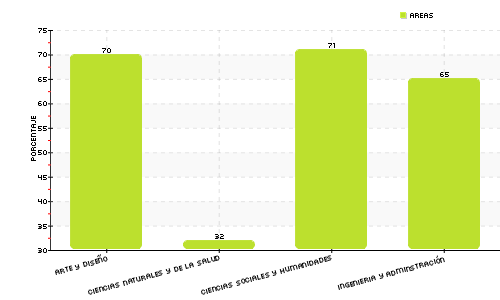 AREAS
75
70
65
60
55
50
45
40
35
30
PORCENTAJE
70
32
71
65
ARTE Y DISEÑO
CIENCIAS NATURALES Y DE LA SALUD
CIENCIAS SOCIALES Y HUMANIDADES
INGENIERIA Y ADMINSTRACIÓN